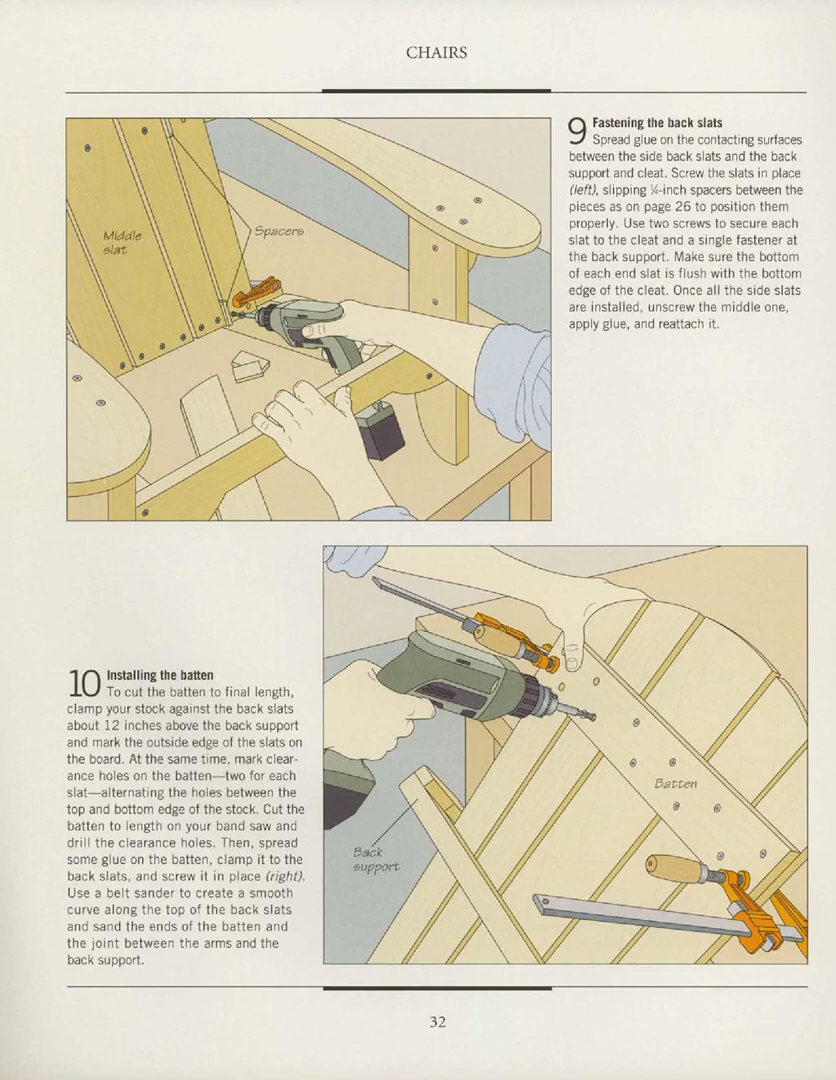 CHAIRS
9 Fastening the back slats
Spread glue on the contacting surfaces
between the side back slats and the back
support and cleat. Screw the slats in place
(left), slipping ¼-inch spacers between the
pieces as on page 26 to position them
properly. Use two screws to secure each
slat to the cleat and a single fastener at
the back support. Make sure the bottom
of each end slat is flush with the bottom
edge of the cleat. Once all the side slats
are installed, unscrew the middle one,
apply glue, and reattach it.
Middle
slat
Spacers
10 Installing the batten
To cut the batten to final length,
clamp your stock against the back slats
about 12 inches above the back support
and mark the outside edge of the slats on
the board. At the same time, mark clear-
ance holes on the batten—two for each
slat—alternating the holes between the
top and bottom edge of the stock. Cut the
batten to length on your band saw and
drill the clearance holes. Then, spread
some glue on the batten, clamp it to the
back slats, and screw it in place (right).
Use a belt sander to create a smooth
curve along the top of the back slats
and sand the ends of the batten and
the joint between the arms and the
back support.
Batten
Back
support
32